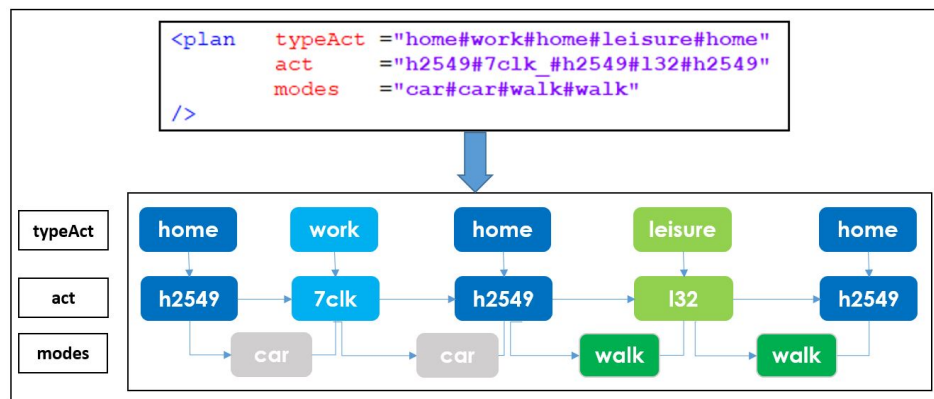 <plan typeAct ="home#work#home#leisure#home"
act ="h2549#7clk_#h2549#l32#h2549"
modes ="car#car#walk#walk"
/>
typeAct home work home leisure home
act h2549 7clk h2549 l32 h2549
modes car car walk walk